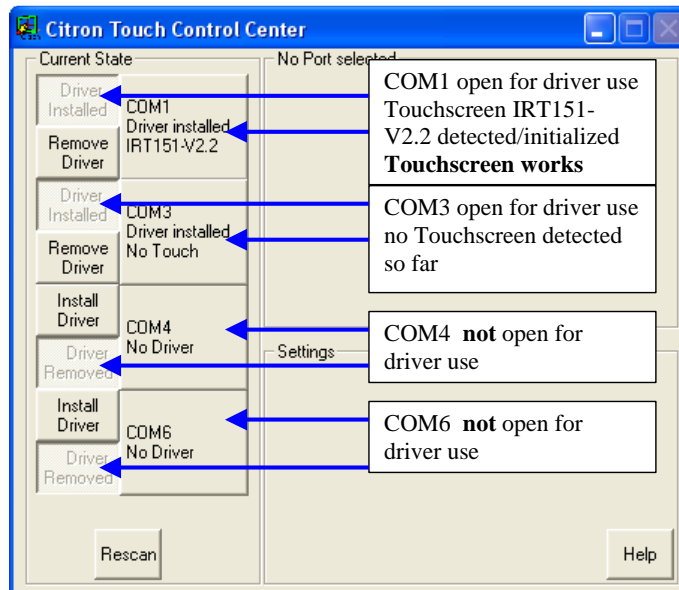 Citron Touch Control Center
Current State
No Port selected
Driver
Installed
Remove
Driver
COM1
Driver installed
IRT151-V2.2
COM1 open for driver use
Touchscreen IRT151-
V2.2 detected/initialized
Touchscreen works
Driver
Installed
Remove
Driver
COM3
Driver installed
No Touch
COM3 open for driver use
no Touchscreen detected
so far
Install
Driver
Driver
Removed
COM4
No Driver
COM4 not open for
driver use
Settings
Install
Driver
Driver
Removed
COM6
No Driver
COM6 not open for
driver use
Rescan
Help